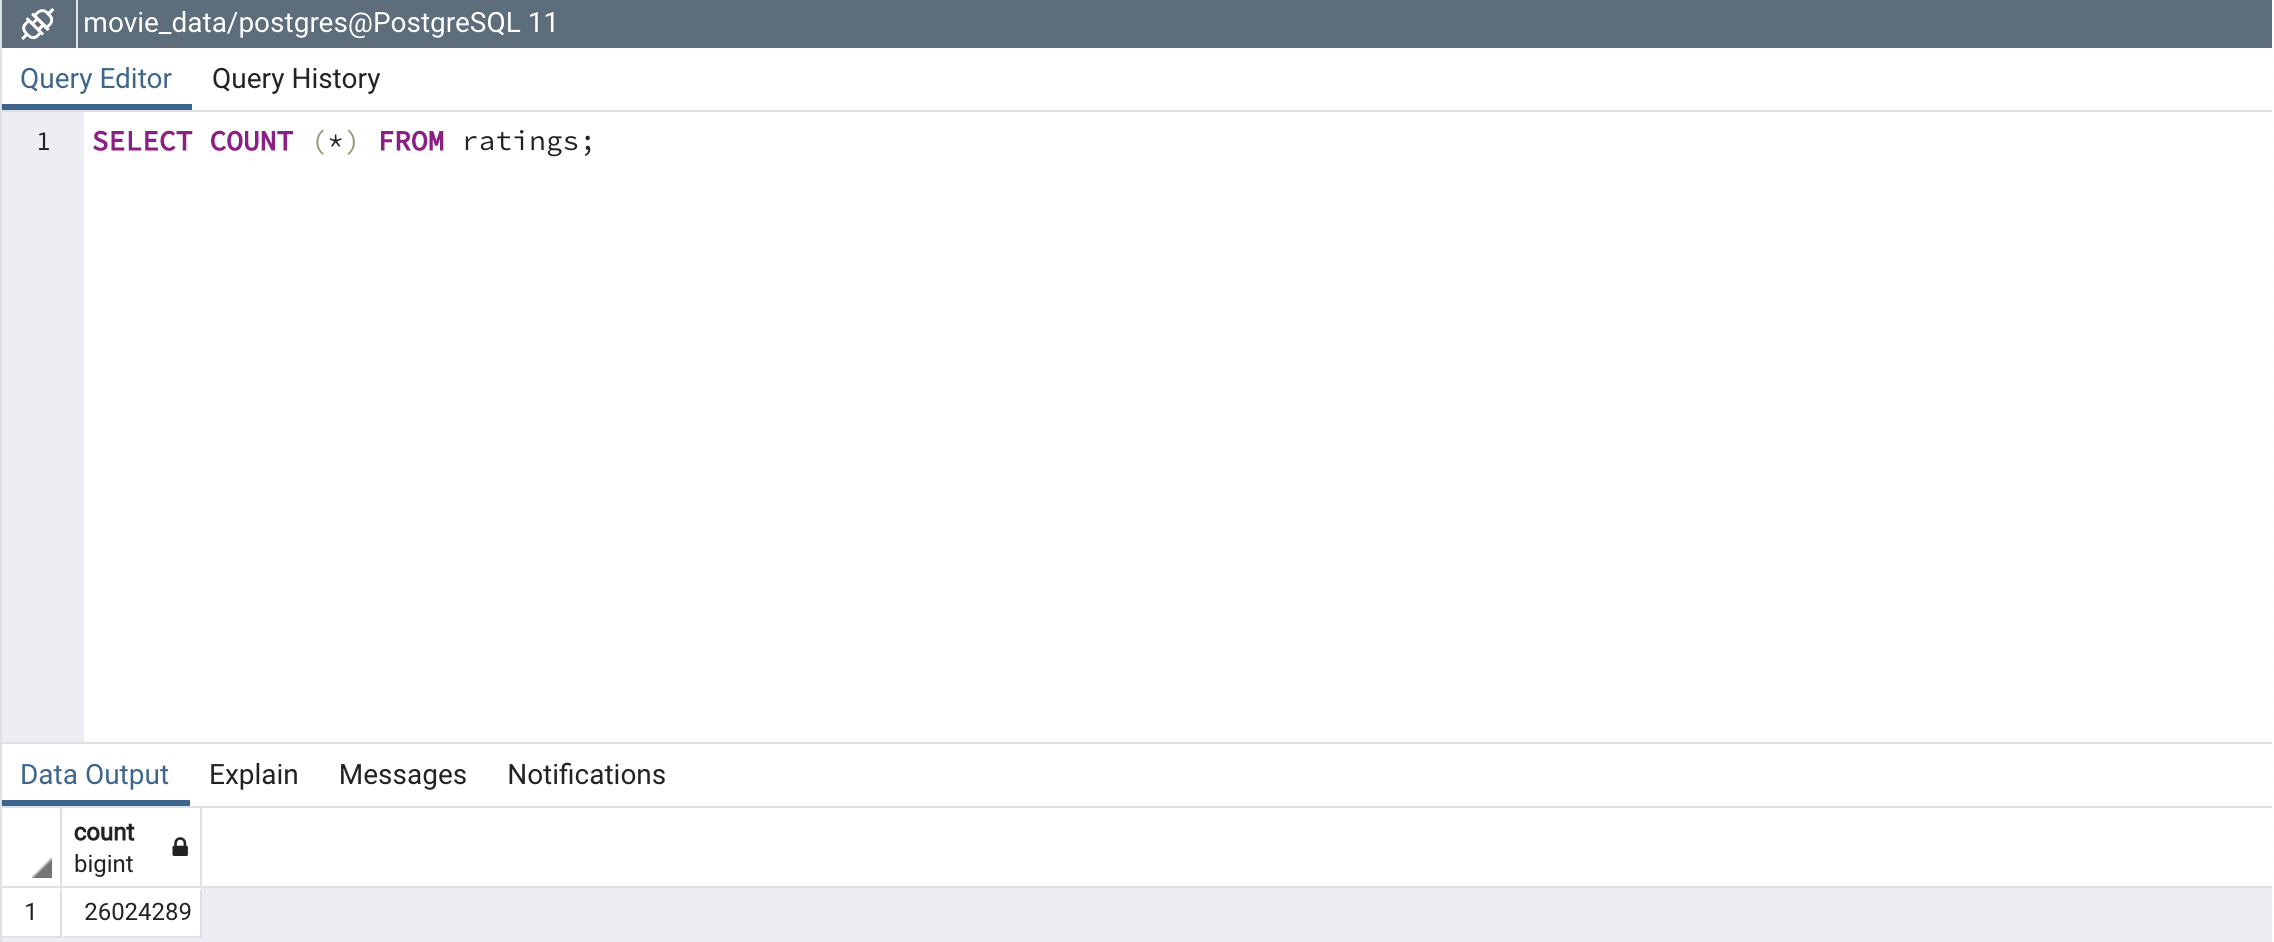 movie_data/postgres@PostgreSQL 11
Query Editor Query History
1 SELECT COUNT (*) FROM ratings;
Data Output Explain Messages Notifications
count
bigint
1 26024289